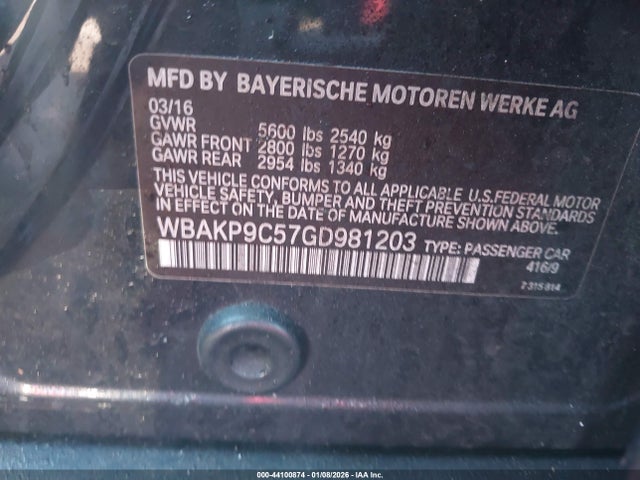 MFD BY BAYERISCHE MOTOREN WERKE AG
03/16
GVWR 5600 lbs 2540 kg
GAWR FRONT 2800 lbs 1270 kg
GAWR REAR 2954 lbs 1340 kg
THIS VEHICLE CONFORMS TO ALL APPLICABLE U.S.FEDERAL MOTOR
VEHICLE SAFETY, BUMPER AND THEFT PREVENTION STANDARDS
IN EFFECT ON THE DATE OF MANUFACTURE SHOWN ABOVE.
WBAKP9C57GD981203 TYPE: PASSENGER CAR
416/9
7 315 814
000-44100874 | 01/08/2026 - IAA Inc.